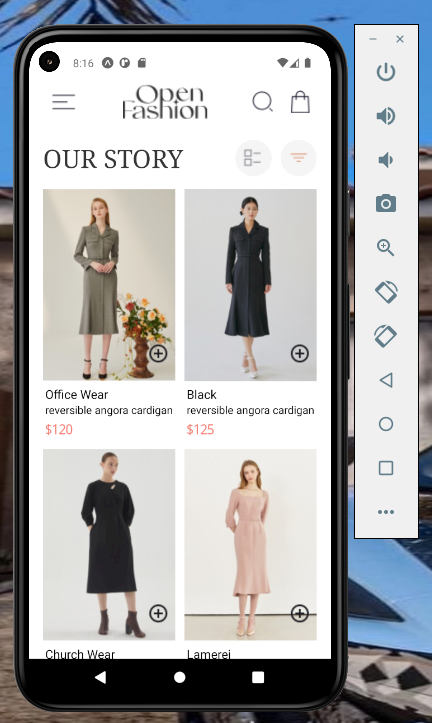 8:16
Open
Fashion
OUR STORY
Office Wear
reversible angora cardigan
$120
Black
reversible angora cardigan
$125
Church Wear
Lamerei